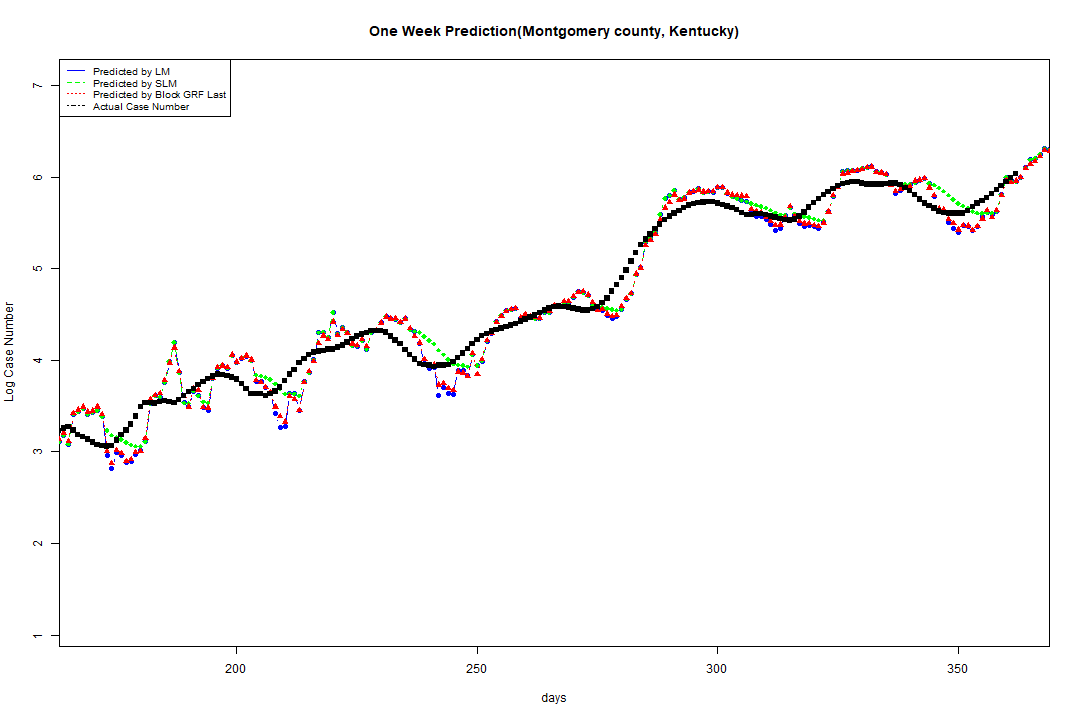 One Week Prediction(Montgomery county, Kentucky)
Predicted by LM
Predicted by SLM
Predicted by Block GRF Last
Actual Case Number
7
6
5
4
3
2
1
Log Case Number
200 250 300 350
days